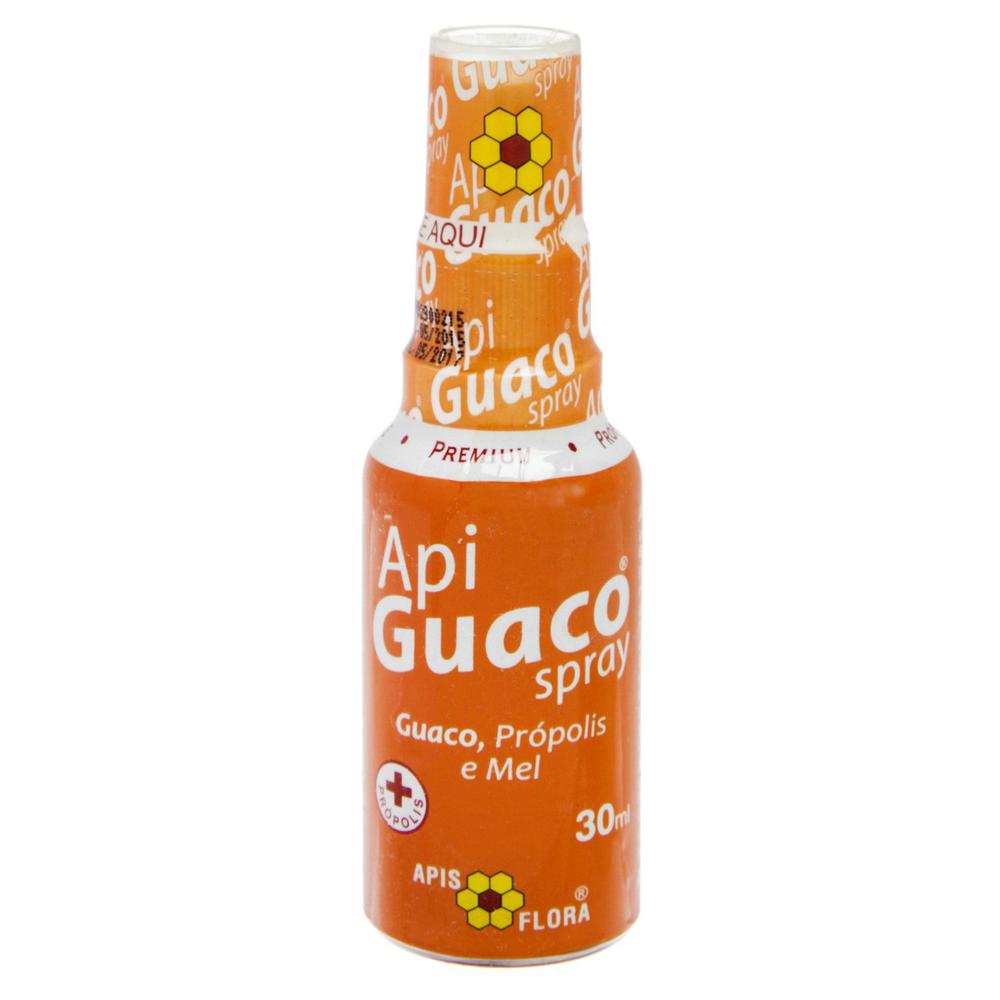 Guaco
spray
Api
Guaco®
spray
E AQUI
Api
Guaco®
spray
PREMIUM
Api
Guaco®
spray
Guaco, Própolis
e Mel
PRÓPOLIS
30ml
APIS
FLORA®